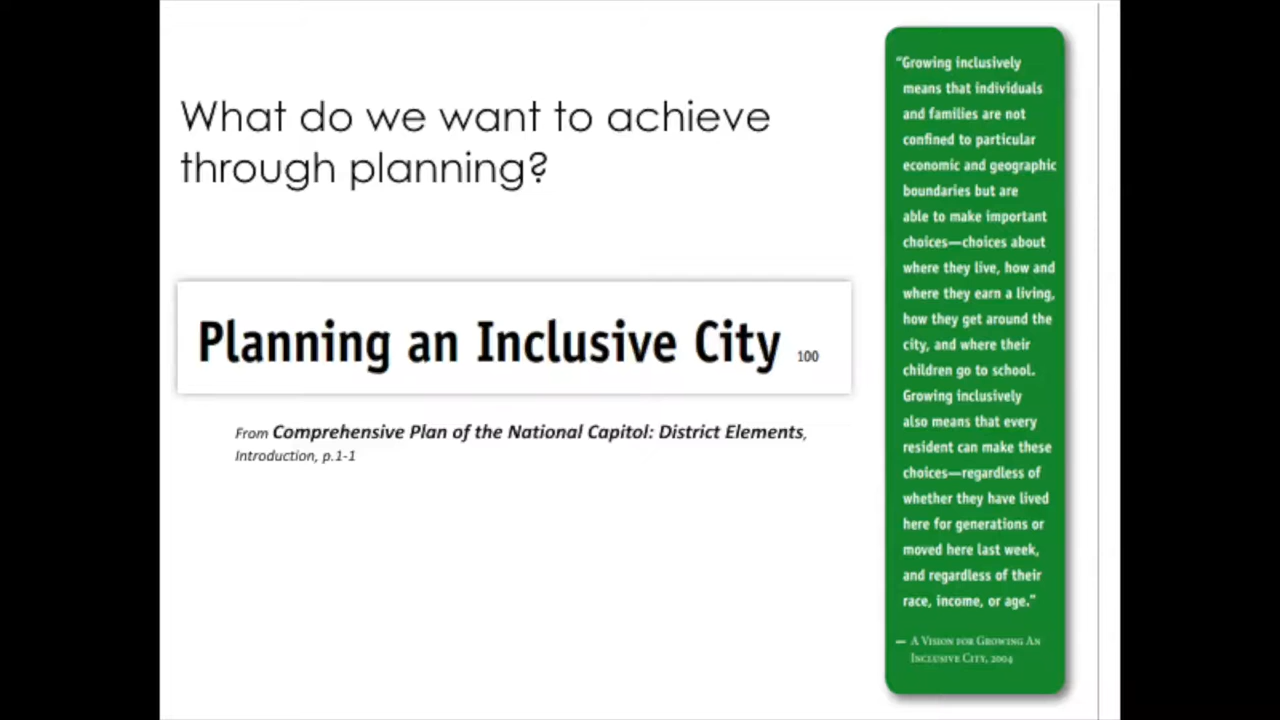 What do we want to achieve
through planning?
Planning an Inclusive City 100
From Comprehensive Plan of the National Capitol: District Elements,
Introduction, p.1-1
“Growing inclusively
means that individuals
and families are not
confined to particular
economic and geographic
boundaries but are
able to make important
choices—choices about
where they live, how and
where they earn a living,
how they get around the
city, and where their
children go to school.
Growing inclusively
also means that every
resident can make these
choices—regardless of
whether they have lived
here for generations or
moved here last week,
and regardless of their
race, income, or age.”
— A Vision for Growing An
Inclusive City, 2004